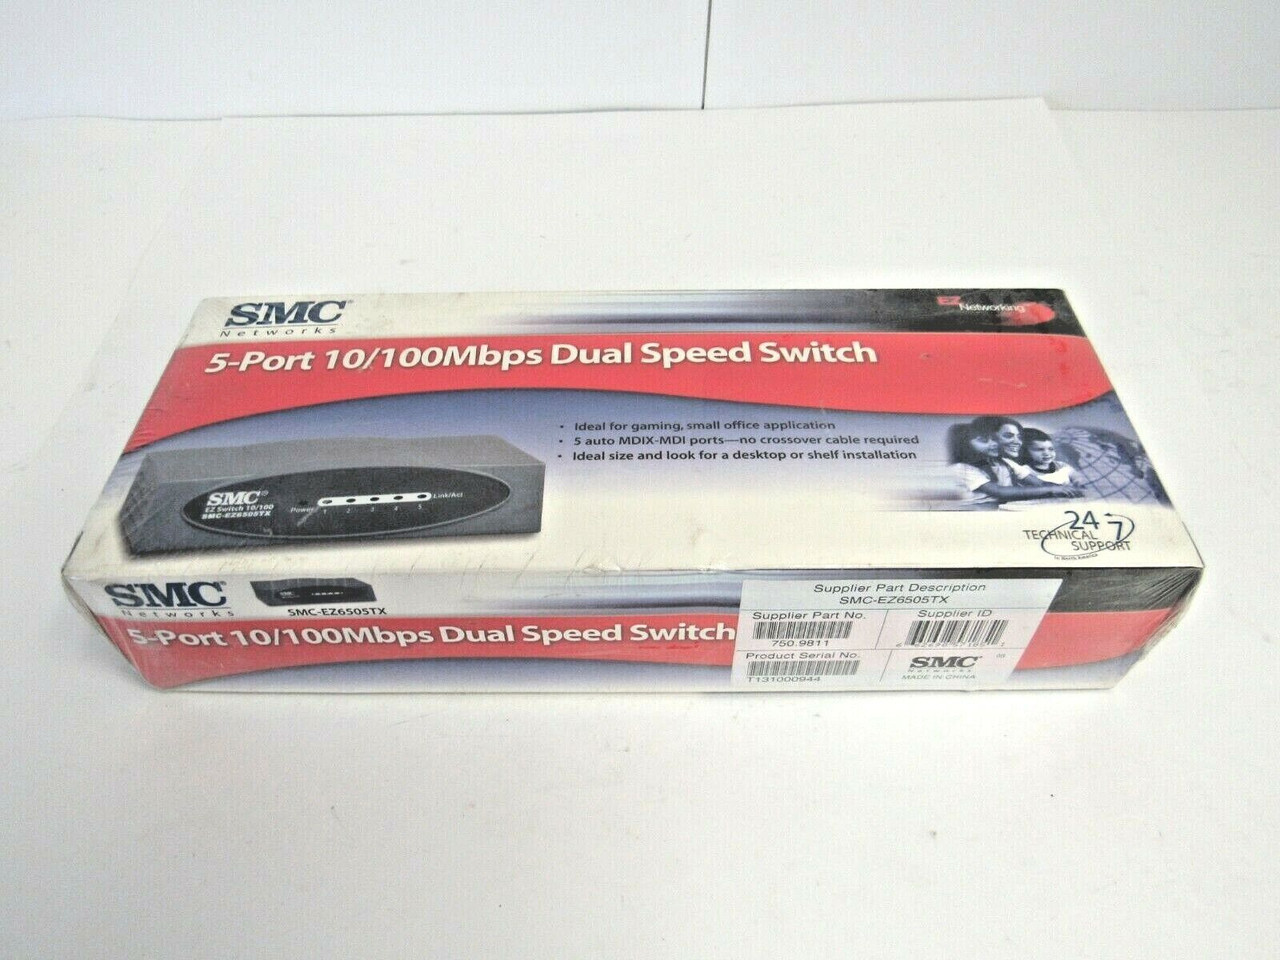 SMC®
Networks
EZ
Networking
5-Port 10/100Mbps Dual Speed Switch
• Ideal for gaming, small office application
• 5 auto MDIX-MDI ports—no crossover cable required
• Ideal size and look for a desktop or shelf installation
SMC®
EZ Switch 10/100
SMC-EZ6505TX
Power
1 2 3 4 5
Link/Act
24 7
TECHNICAL
SUPPORT
in North America
SMC®
Networks
SMC-EZ6505TX
5-Port 10/100Mbps Dual Speed Switch
Supplier Part Description
SMC-EZ6505TX
Supplier Part No.
750.9811
Supplier ID
Product Serial No.
T131000944
SMC®
Networks
MADE IN CHINA